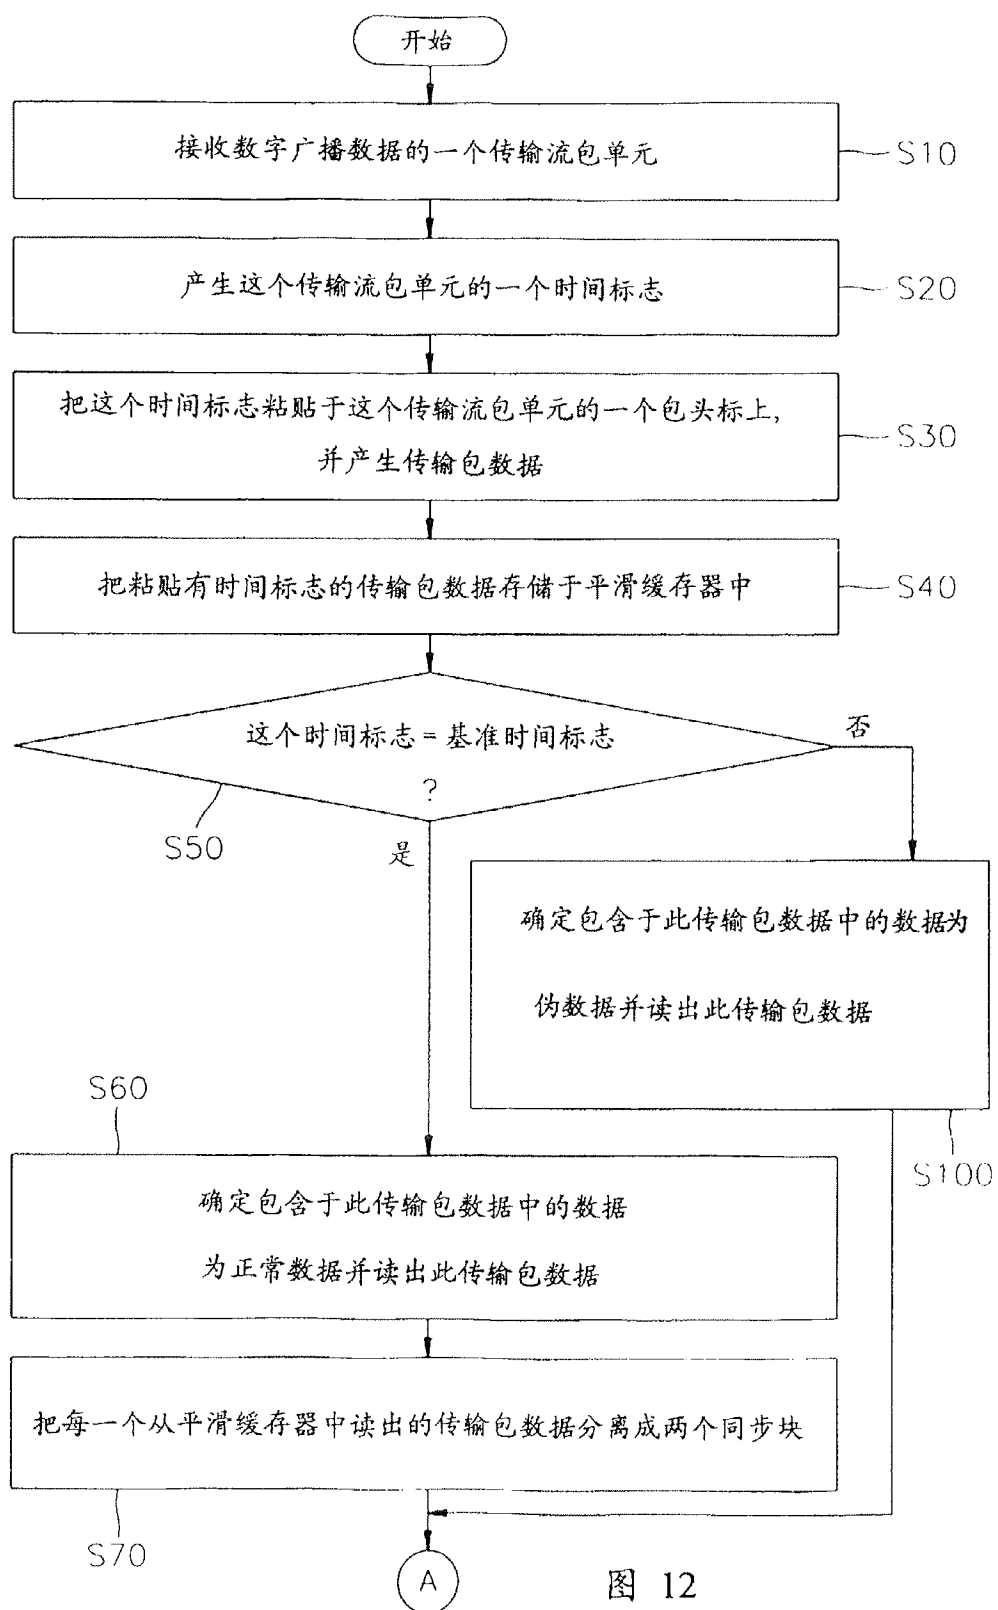 开始
接收数字广播数据的一个传输流包单元
S10
产生这个传输流包单元的一个时间标志
S20
把这个时间标志粘贴于这个传输流包单元的一个包头标上,
并产生传输包数据
S30
把粘贴有时间标志的传输包数据存储于平滑缓存器中
S40
这个时间标志=基准时间标志
?
否
S50
是
确定包含于此传输包数据中的数据为
伪数据并读出此传输包数据
S60
S100
确定包含于此传输包数据中的数据
为正常数据并读出此传输包数据
把每一个从平滑缓存器中读出的传输包数据分离成两个同步块
S70
A
图 12